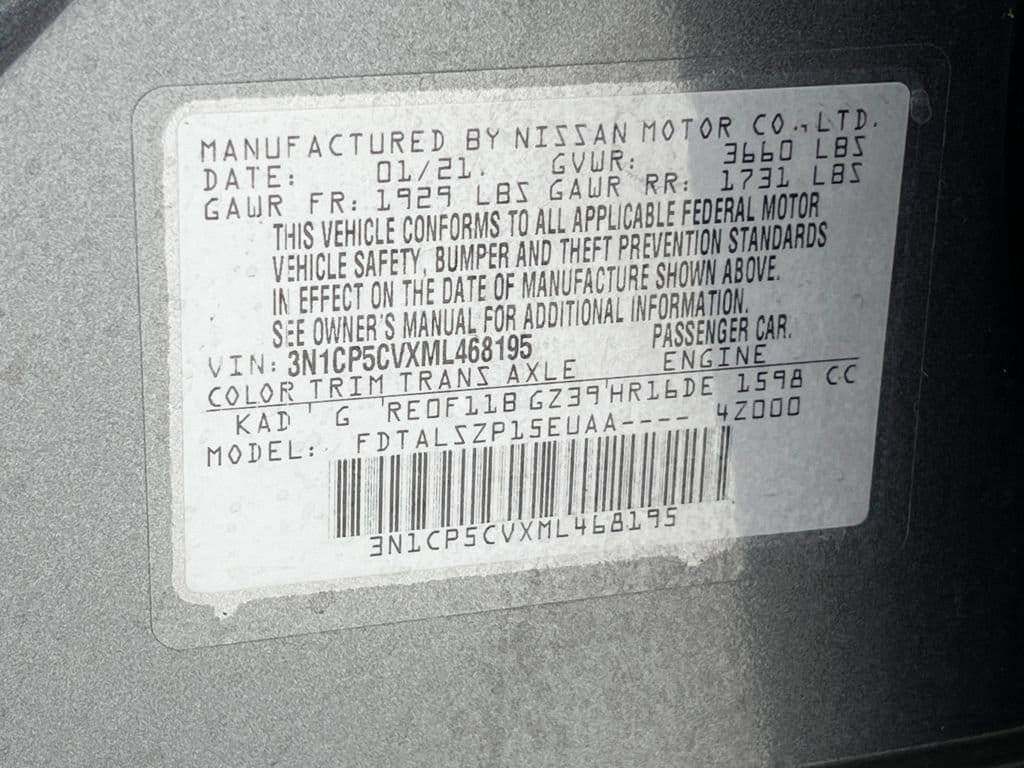 MANUFACTURED BY NISSAN MOTOR CO., LTD.
DATE: 01/21. GVWR: 3660 LBS
GAWR FR: 1929 LBS GAWR RR: 1731 LBS
THIS VEHICLE CONFORMS TO ALL APPLICABLE FEDERAL MOTOR
VEHICLE SAFETY, BUMPER AND THEFT PREVENTION STANDARDS
IN EFFECT ON THE DATE OF MANUFACTURE SHOWN ABOVE.
SEE OWNER'S MANUAL FOR ADDITIONAL INFORMATION.
VIN: 3N1CP5CVXML468195 PASSENGER CAR.
COLOR TRIM TRANS AXLE ENGINE
KAD G RE0F11B GZ39 HR16DE 1598 CC
MODEL: FDTALSZP15EUAA---- 4Z000
3N1CP5CVXML468195